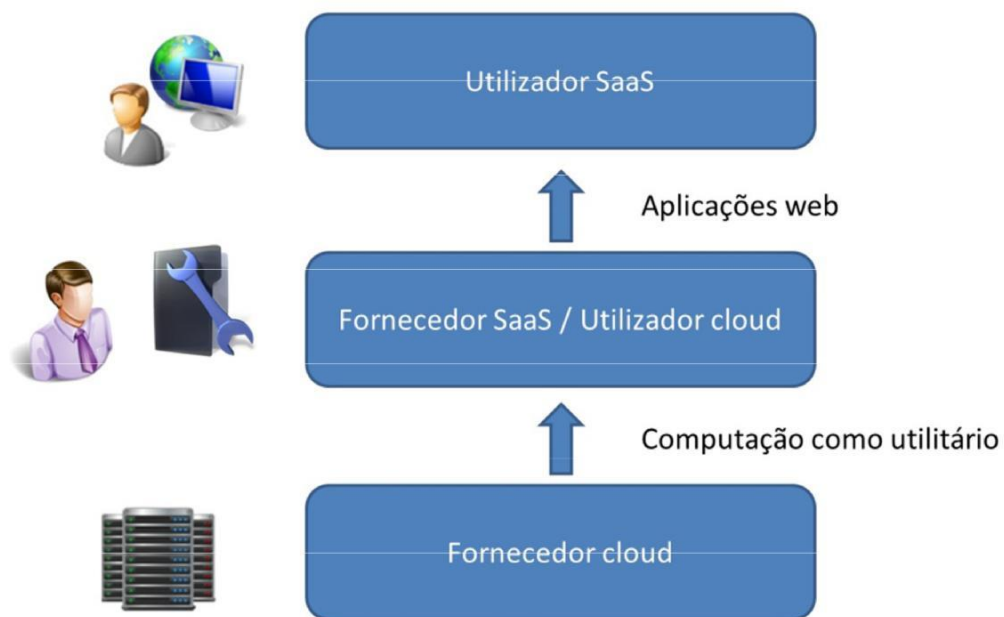 Utilizador SaaS
Aplicações web
Fornecedor SaaS / Utilizador cloud
Computação como utilitário
Fornecedor cloud